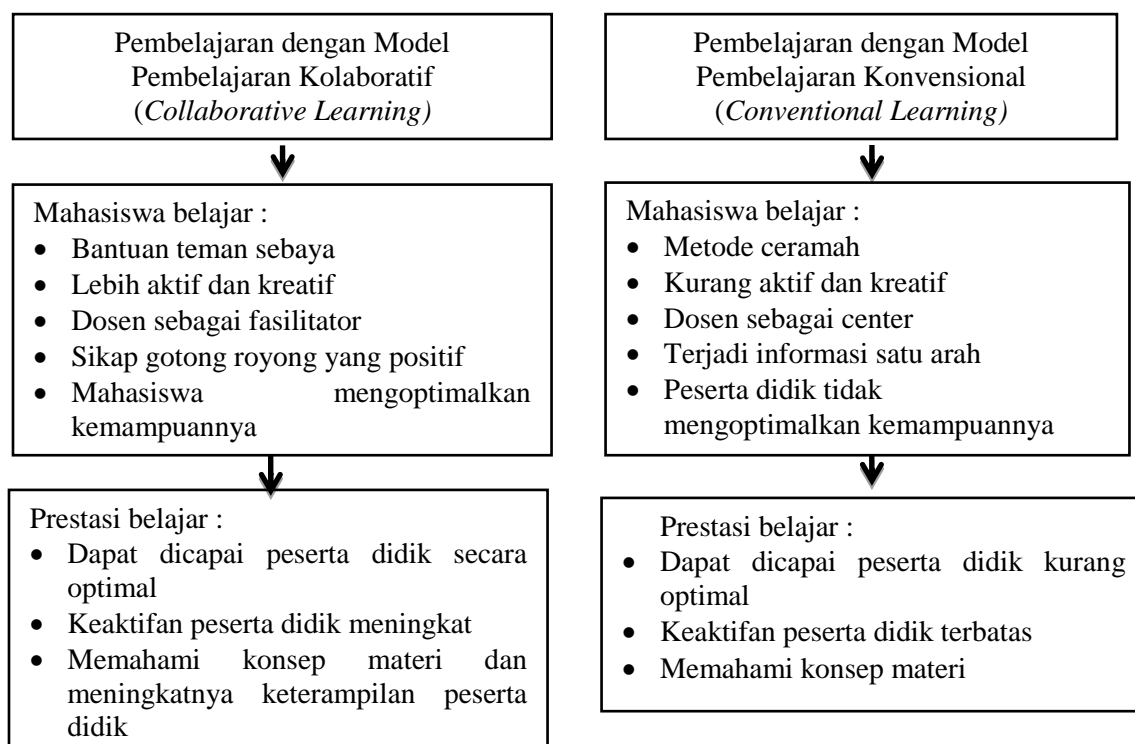 Pembelajaran dengan Model
Pembelajaran Kolaboratif
(Collaborative Learning)
Mahasiswa belajar :
• Bantuan teman sebaya
• Lebih aktif dan kreatif
• Dosen sebagai fasilitator
• Sikap gotong royong yang positif
• Mahasiswa mengoptimalkan
kemampuannya
Prestasi belajar :
• Dapat dicapai peserta didik secara
optimal
• Keaktifan peserta didik meningkat
• Memahami konsep materi dan
meningkatnya keterampilan peserta
didik
Pembelajaran dengan Model
Pembelajaran Konvensional
(Conventional Learning)
Mahasiswa belajar :
• Metode ceramah
• Kurang aktif dan kreatif
• Dosen sebagai center
• Terjadi informasi satu arah
• Peserta didik tidak
mengoptimalkan kemampuannya
Prestasi belajar :
• Dapat dicapai peserta didik kurang
optimal
• Keaktifan peserta didik terbatas
• Memahami konsep materi